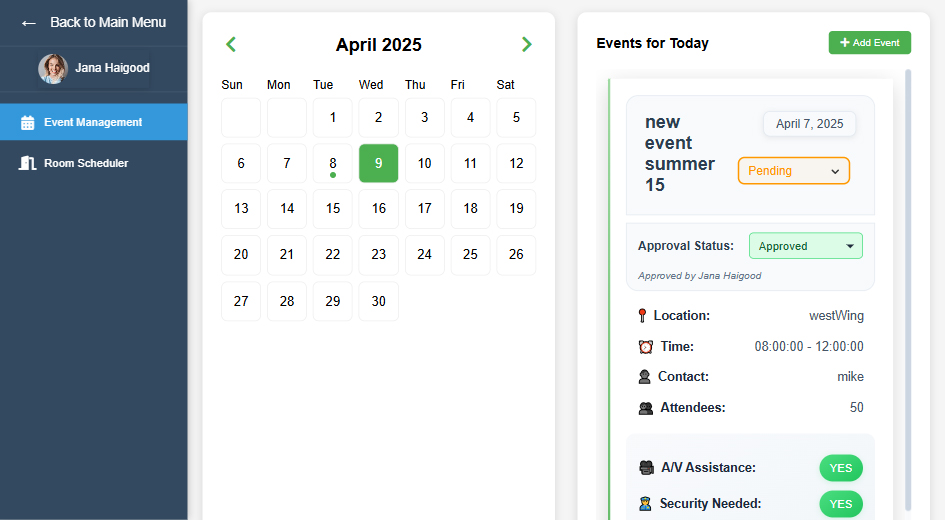 ← Back to Main Menu
Jana Haigood
Event Management
Room Scheduler
April 2025
Sun Mon Tue Wed Thu Fri Sat
1 2 3 4 5
6 7 8 9 10 11 12
13 14 15 16 17 18 19
20 21 22 23 24 25 26
27 28 29 30
Events for Today
+ Add Event
new
event
summer
15
April 7, 2025
Pending
Approval Status: Approved
Approved by Jana Haigood
Location: westWing
Time: 08:00:00 - 12:00:00
Contact: mike
Attendees: 50
A/V Assistance: YES
Security Needed: YES